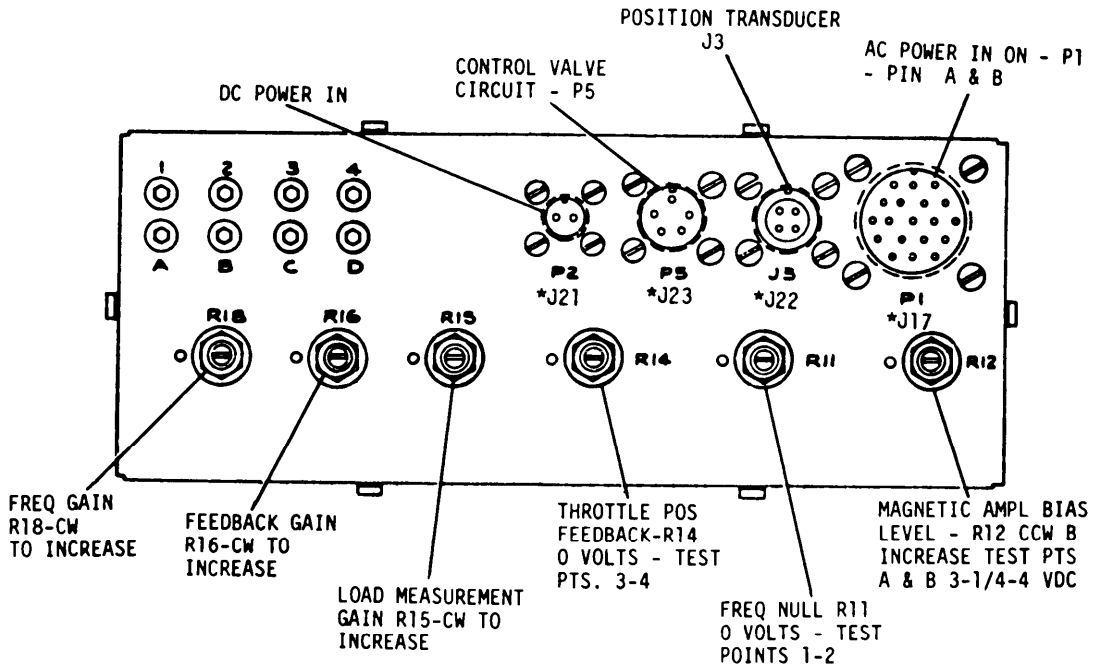 POSITION TRANSDUCER
J3
AC POWER IN ON - P1
- PIN A & B
CONTROL VALVE
CIRCUIT - P5
DC POWER IN
1 2 3 4
A B C D
P2
*J21
P5
*J23
J3
*J22
P1
*J17
R18
R16
R15
R14
R11
R12
FREQ GAIN
R18-CW
TO INCREASE
FEEDBACK GAIN
R16-CW TO
INCREASE
LOAD MEASUREMENT
GAIN R15-CW TO
INCREASE
THROTTLE POS
FEEDBACK-R14
0 VOLTS - TEST
PTS. 3-4
FREQ NULL R11
0 VOLTS - TEST
POINTS 1-2
MAGNETIC AMPL BIAS
LEVEL - R12 CCW B
INCREASE TEST PTS
A & B 3-1/4-4 VDC